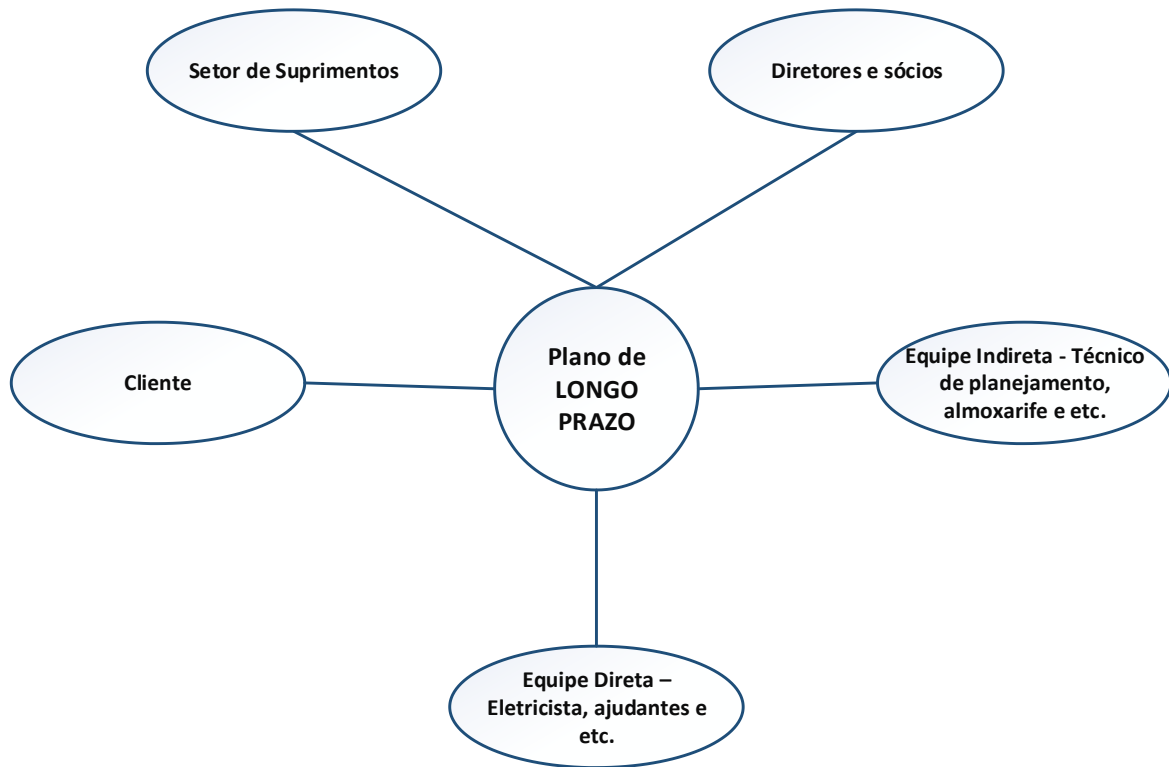 Setor de Suprimentos
Diretores e sócios
Plano de
LONGO
PRAZO
Cliente
Equipe Indireta - Técnico
de planejamento,
almoxarife e etc.
Equipe Direta –
Eletricista, ajudantes e
etc.